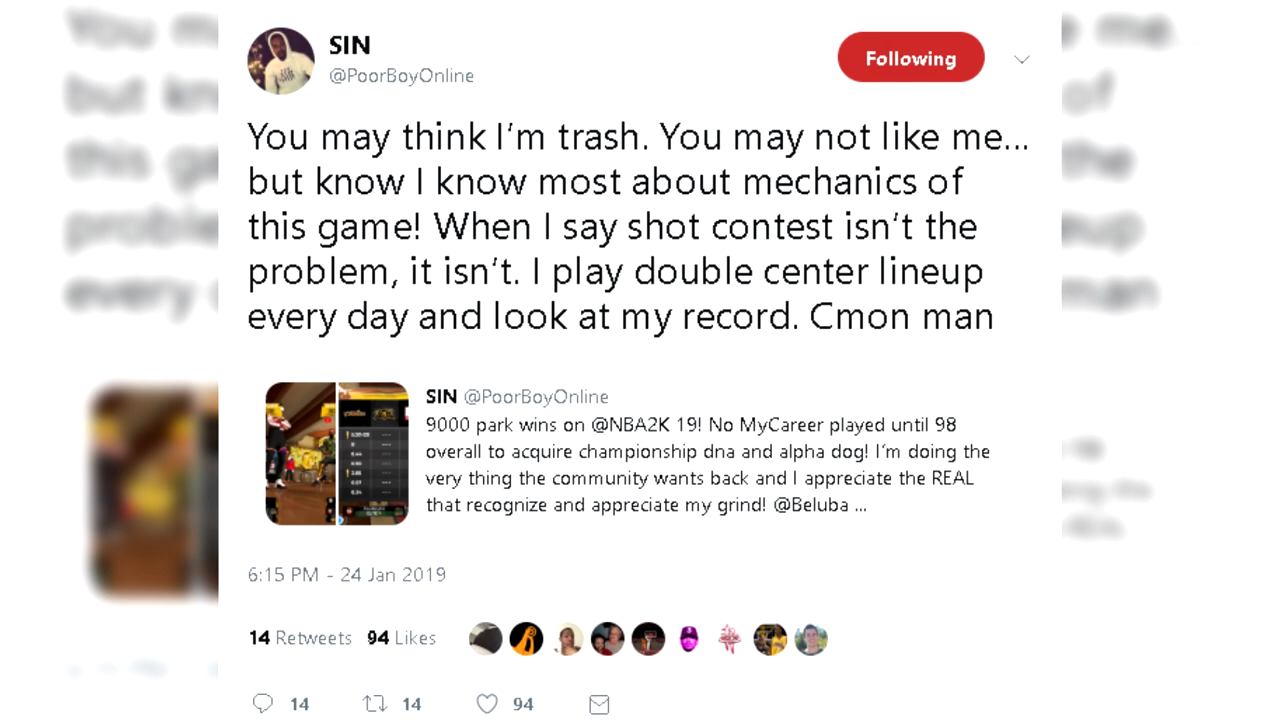 SIN
@PoorBoyOnline
Following
You may think I’m trash. You may not like me...
but know I know most about mechanics of
this game! When I say shot contest isn’t the
problem, it isn’t. I play double center lineup
every day and look at my record. Cmon man
SIN @PoorBoyOnline
9000 park wins on @NBA2K 19! No MyCareer played until 98
overall to acquire championship dna and alpha dog! I’m doing the
very thing the community wants back and I appreciate the REAL
that recognize and appreciate my grind! @Beluba ...
6:15 PM - 24 Jan 2019
14 Retweets 94 Likes
14 14 94